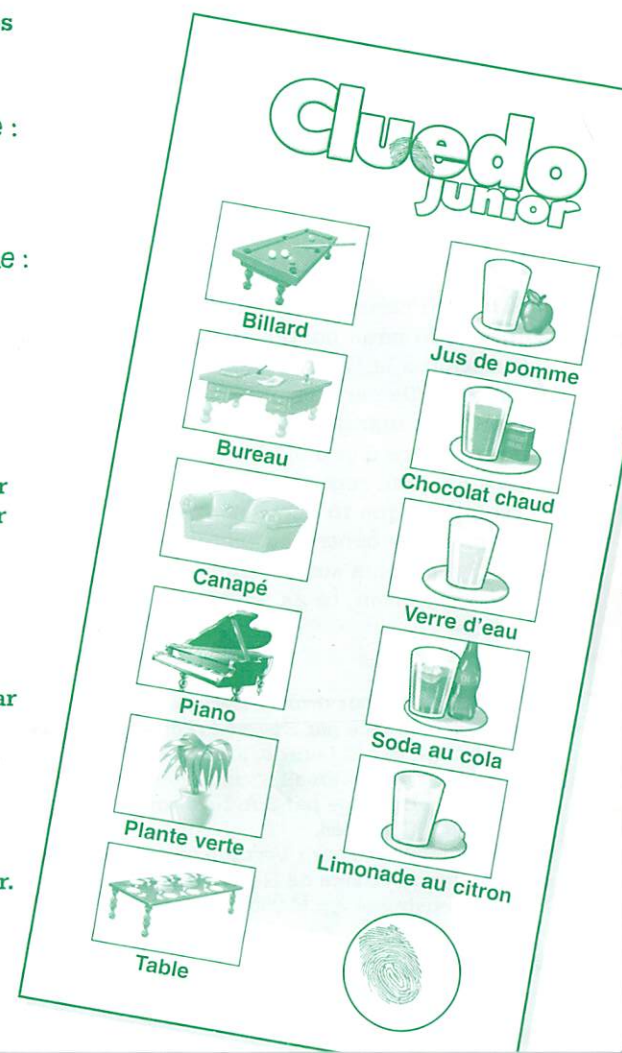 s
e :
e :
r
r
ar
r.
Cluedo
Junior
Billard
Bureau
Canapé
Piano
Plante verte
Table
Jus de pomme
Chocolat chaud
Verre d'eau
Soda au cola
Limonade au citron